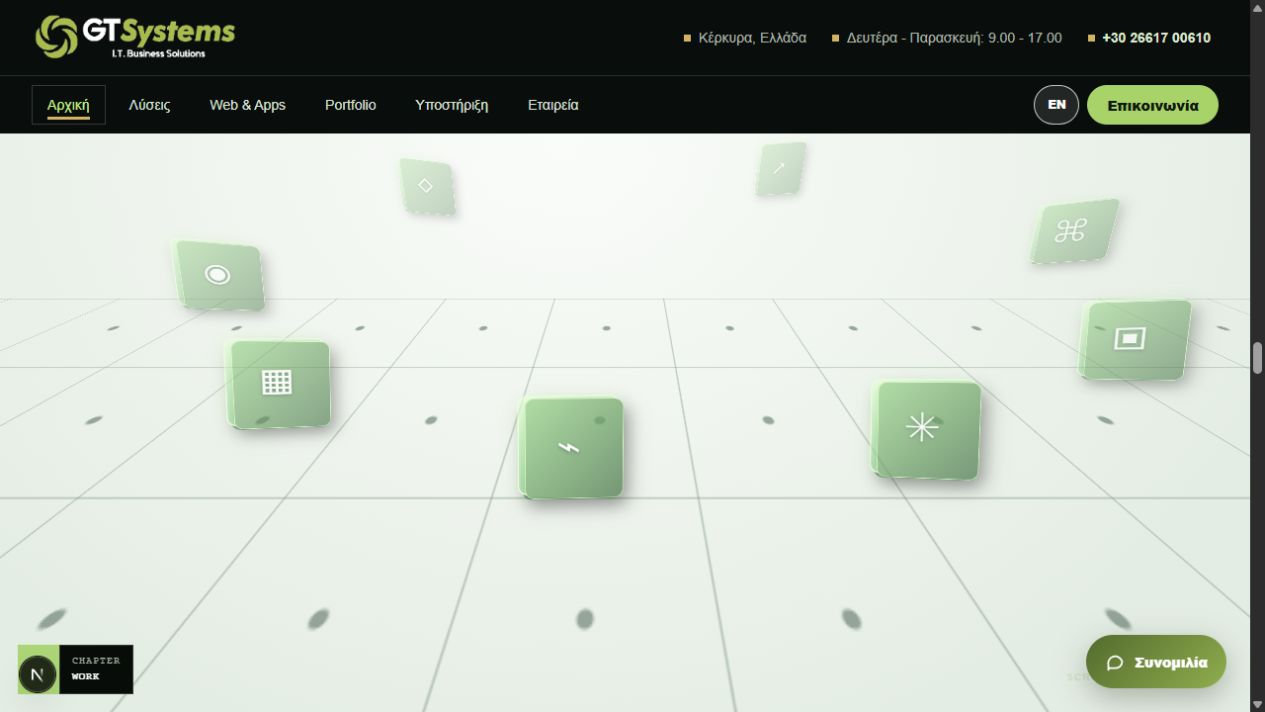 GTSystems
I.T. Business Solutions
Κέρκυρα, Ελλάδα
Δευτέρα - Παρασκευή: 9.00 - 17.00
+30 26617 00610
Αρχική
Λύσεις
Web & Apps
Portfolio
Υποστήριξη
Εταιρεία
EN
Επικοινωνία
N
CHAPTER
WORK
Συνομιλία